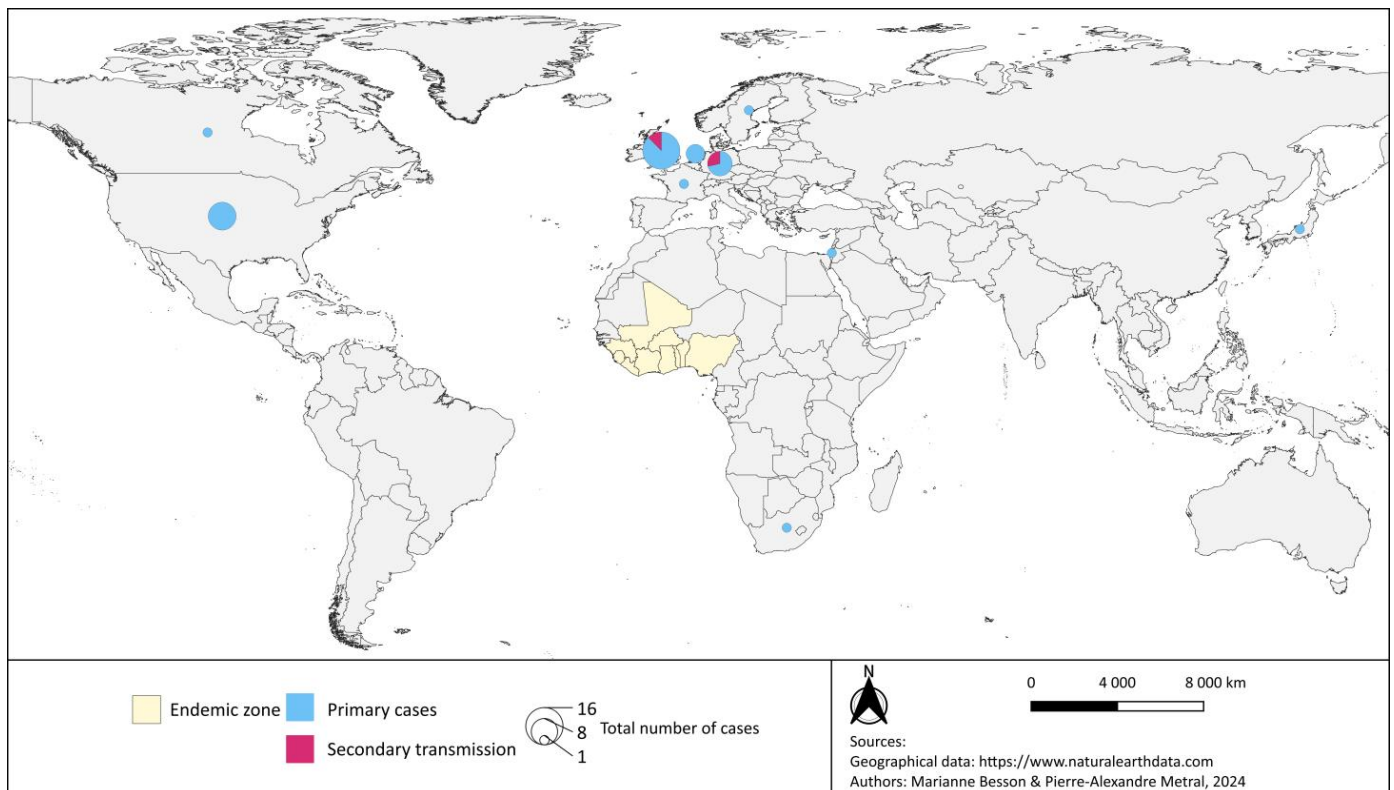 Endemic zone
Primary cases
Secondary transmission
16
8
1
Total number of cases
N
0 4 000 8 000 km
Sources:
Geographical data: https://www.naturalearthdata.com
Authors: Marianne Besson & Pierre-Alexandre Metral, 2024